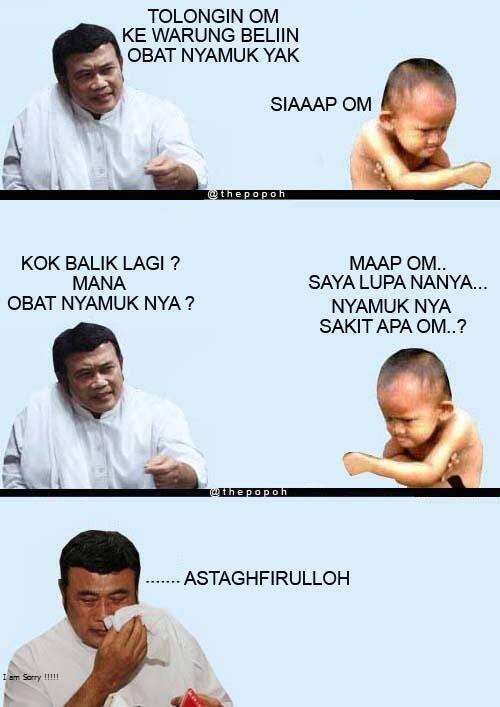 TOLONGIN OM
KE WARUNG BELIIN
OBAT NYAMUK YAK
SIAAAP OM
@thepopoh
KOK BALIK LAGI ?
MANA
OBAT NYAMUK NYA ?
MAAP OM..
SAYA LUPA NANYA...
NYAMUK NYA
SAKIT APA OM..?
@thepopoh
....... ASTAGHFIRULLOH
I am Sorry !!!!!